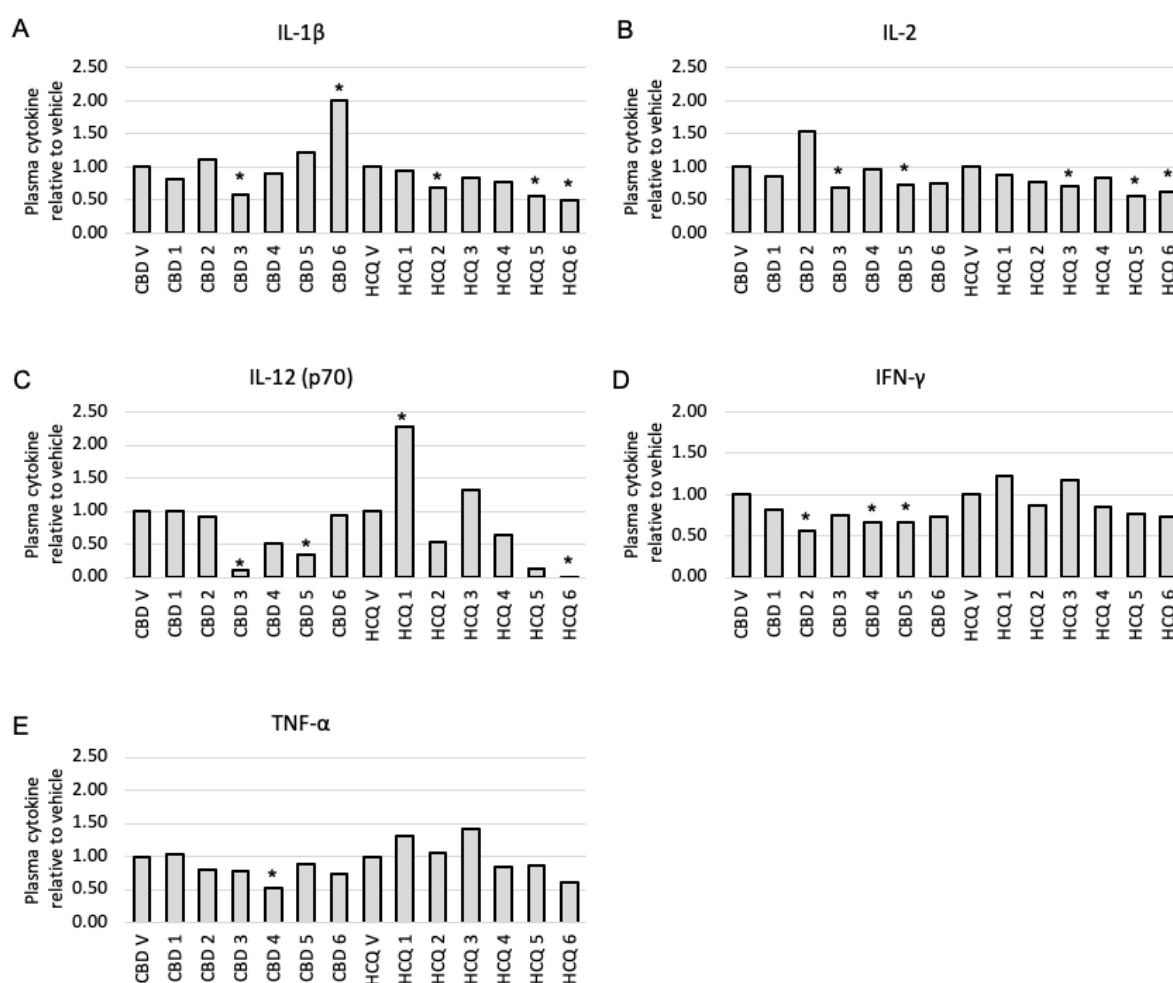 A
IL-1β
Plasma cytokine
relative to vehicle
2.50
2.00
1.50
1.00
0.50
0.00
*
*
*
*
*
CBD V
CBD 1
CBD 2
CBD 3
CBD 4
CBD 5
CBD 6
HCQ V
HCQ 1
HCQ 2
HCQ 3
HCQ 4
HCQ 5
HCQ 6
B
IL-2
Plasma cytokine
relative to vehicle
2.50
2.00
1.50
1.00
0.50
0.00
*
*
*
*
*
CBD V
CBD 1
CBD 2
CBD 3
CBD 4
CBD 5
CBD 6
HCQ V
HCQ 1
HCQ 2
HCQ 3
HCQ 4
HCQ 5
HCQ 6
C
IL-12 (p70)
Plasma cytokine
relative to vehicle
2.50
2.00
1.50
1.00
0.50
0.00
*
*
*
*
CBD V
CBD 1
CBD 2
CBD 3
CBD 4
CBD 5
CBD 6
HCQ V
HCQ 1
HCQ 2
HCQ 3
HCQ 4
HCQ 5
HCQ 6
D
IFN-γ
Plasma cytokine
relative to vehicle
2.00
1.50
1.00
0.50
0.00
*
*
*
CBD V
CBD 1
CBD 2
CBD 3
CBD 4
CBD 5
CBD 6
HCQ V
HCQ 1
HCQ 2
HCQ 3
HCQ 4
HCQ 5
HCQ 6
E
TNF-α
Plasma cytokine
relative to vehicle
2.50
2.00
1.50
1.00
0.50
0.00
*
CBD V
CBD 1
CBD 2
CBD 3
CBD 4
CBD 5
CBD 6
HCQ V
HCQ 1
HCQ 2
HCQ 3
HCQ 4
HCQ 5
HCQ 6